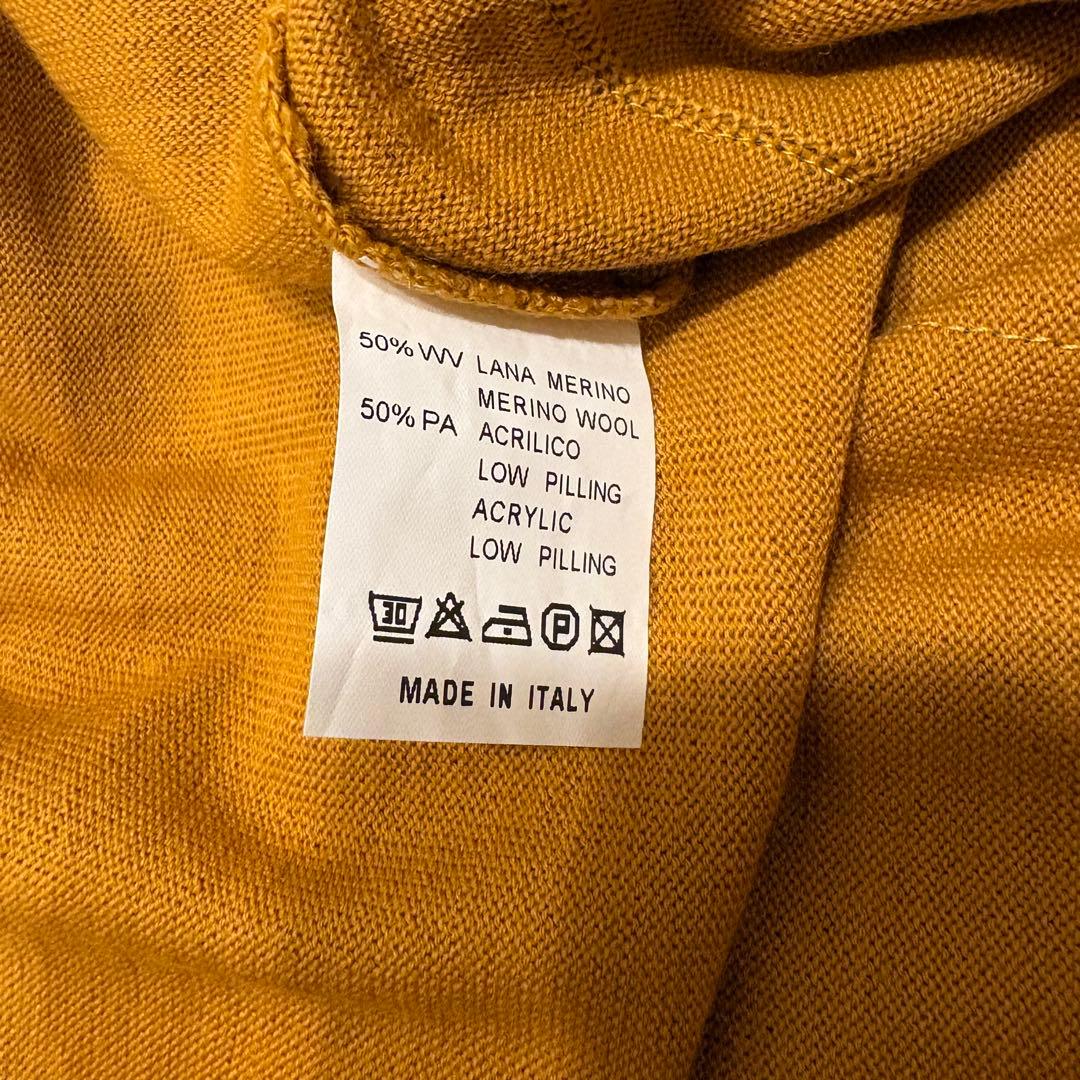 50% WV LANA MERINO
MERINO WOOL
50% PA ACRILICO
LOW PILLING
ACRYLIC
LOW PILLING
30 P
MADE IN ITALY